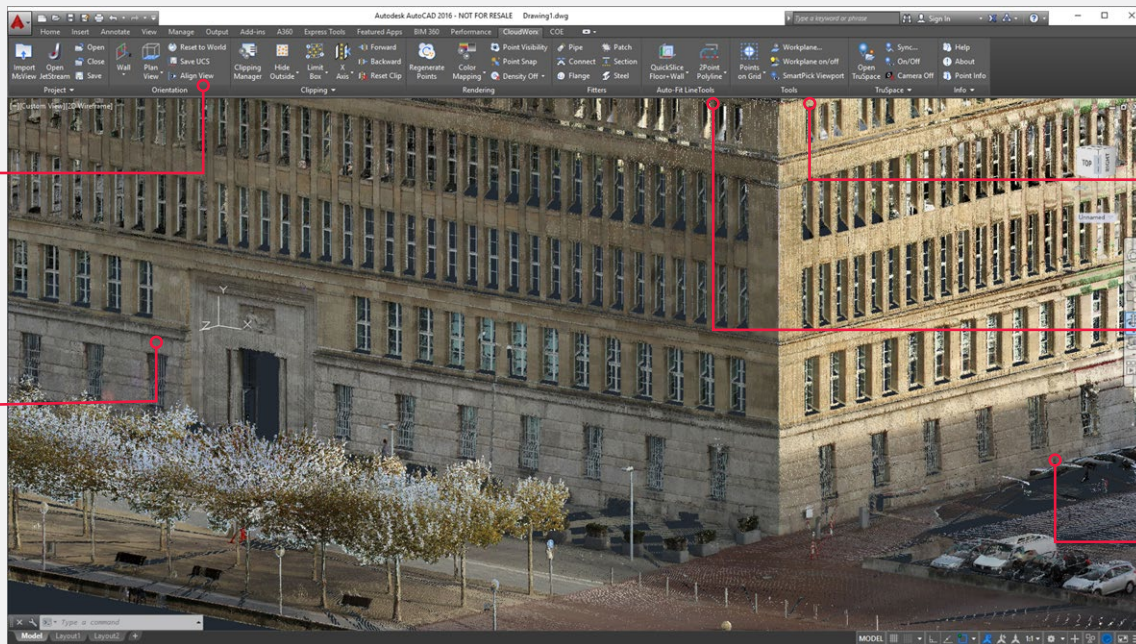 Autodesk AutoCAD 2016 - NOT FOR RESALE Drawing1.dwg
Type a keyword or phrase
Sign In
Home Insert Annotate View Manage Output Add-ins A360 Express Tools Featured Apps BIM 360 Performance CloudWorx COE
Import MsView
Open JetStream
Open
Close
Save
Project
Wall
Plan View
Reset to World
Save UCS
Align View
Orientation
Clipping Manager
Hide Outside
Limit Box
X Axis
Forward
Backward
Reset Clip
Clipping
Regenerate Points
Color Mapping
Point Visibility
Point Snap
Density Off
Rendering
Pipe
Connect
Flange
Patch
Section
Steel
Fitters
QuickSlice Floor+Wall
2Point Polyline
Auto-Fit LineTools
Points on Grid
Workplane...
Workplane on/off
SmartPick Viewport
Tools
Open TruSpace
Sync...
On/Off
Camera Off
TruSpace
Help
About
Point Info
Info
[-][Custom View][2D Wireframe]
TOP
Unnamed
Y
Z X
Type a command
Model Layout1 Layout2 +
MODEL
1:1